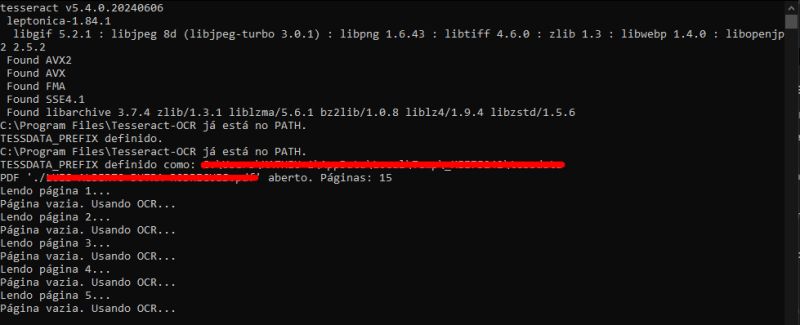 tesseract v5.4.0.20240606
leptonica-1.84.1
libgif 5.2.1 : libjpeg 8d (libjpeg-turbo 3.0.1) : libpng 1.6.43 : libtiff 4.6.0 : zlib 1.3 : libwebp 1.4.0 : libopenjp
2 2.5.2
Found AVX2
Found AVX
Found FMA
Found SSE4.1
Found libarchive 3.7.4 zlib/1.3.1 liblzma/5.6.1 bz2lib/1.0.8 liblz4/1.9.4 libzstd/1.5.6
C:\Program Files\Tesseract-OCR já está no PATH.
TESSDATA_PREFIX definido.
C:\Program Files\Tesseract-OCR já está no PATH.
TESSDATA_PREFIX definido como:
PDF './ ' aberto. Páginas: 15
Lendo página 1...
Página vazia. Usando OCR...
Lendo página 2...
Página vazia. Usando OCR...
Lendo página 3...
Página vazia. Usando OCR...
Lendo página 4...
Página vazia. Usando OCR...
Lendo página 5...
Página vazia. Usando OCR...